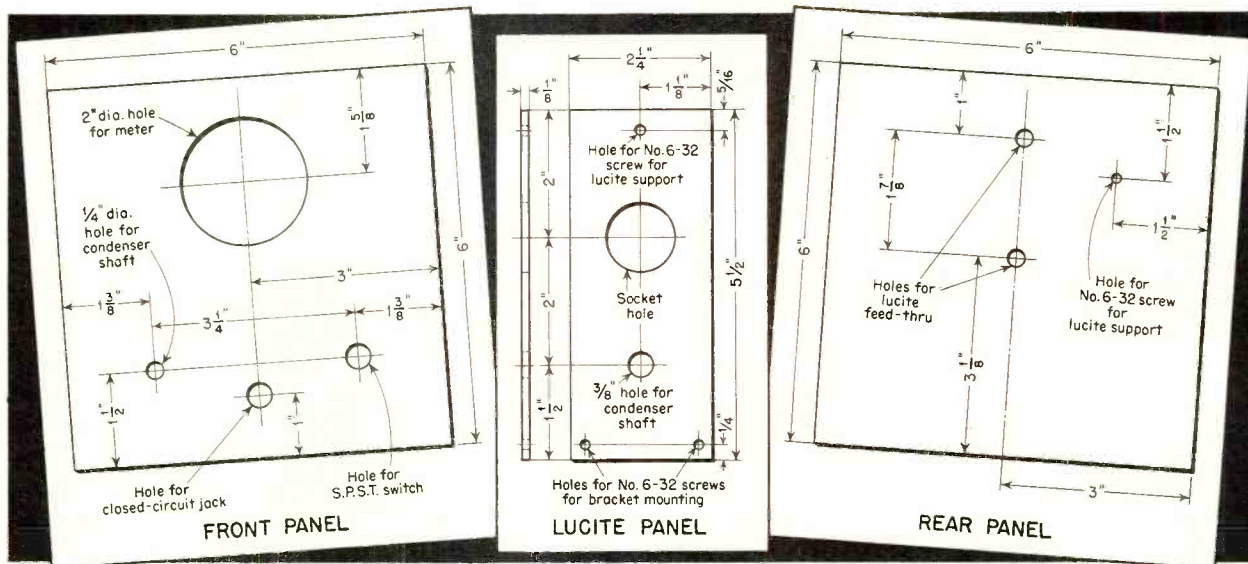 6"
2" dia. hole
for meter
1 5/8"
1/4" dia.
hole for
condenser
shaft
6"
3"
1 3/8"
3 1/4"
1 3/8"
1 1/2"
1"
Hole for
closed-circuit jack
Hole for
S.P.S.T. switch
FRONT PANEL
2 1/4"
1/8"
1 1/8"
5/16"
Hole for No. 6-32
screw for
lucite support
2"
5 1/2"
Socket
hole
2"
3/8" hole for
condenser
shaft
1 1/2"
1/4"
Holes for No. 6-32 screws
for bracket mounting
LUCITE PANEL
6"
1"
1 1/2"
1 7/8"
6"
1 1/2"
Holes for
lucite
feed-thru
Hole for
No. 6-32 screw
for
lucite support
3 1/8"
3"
REAR PANEL